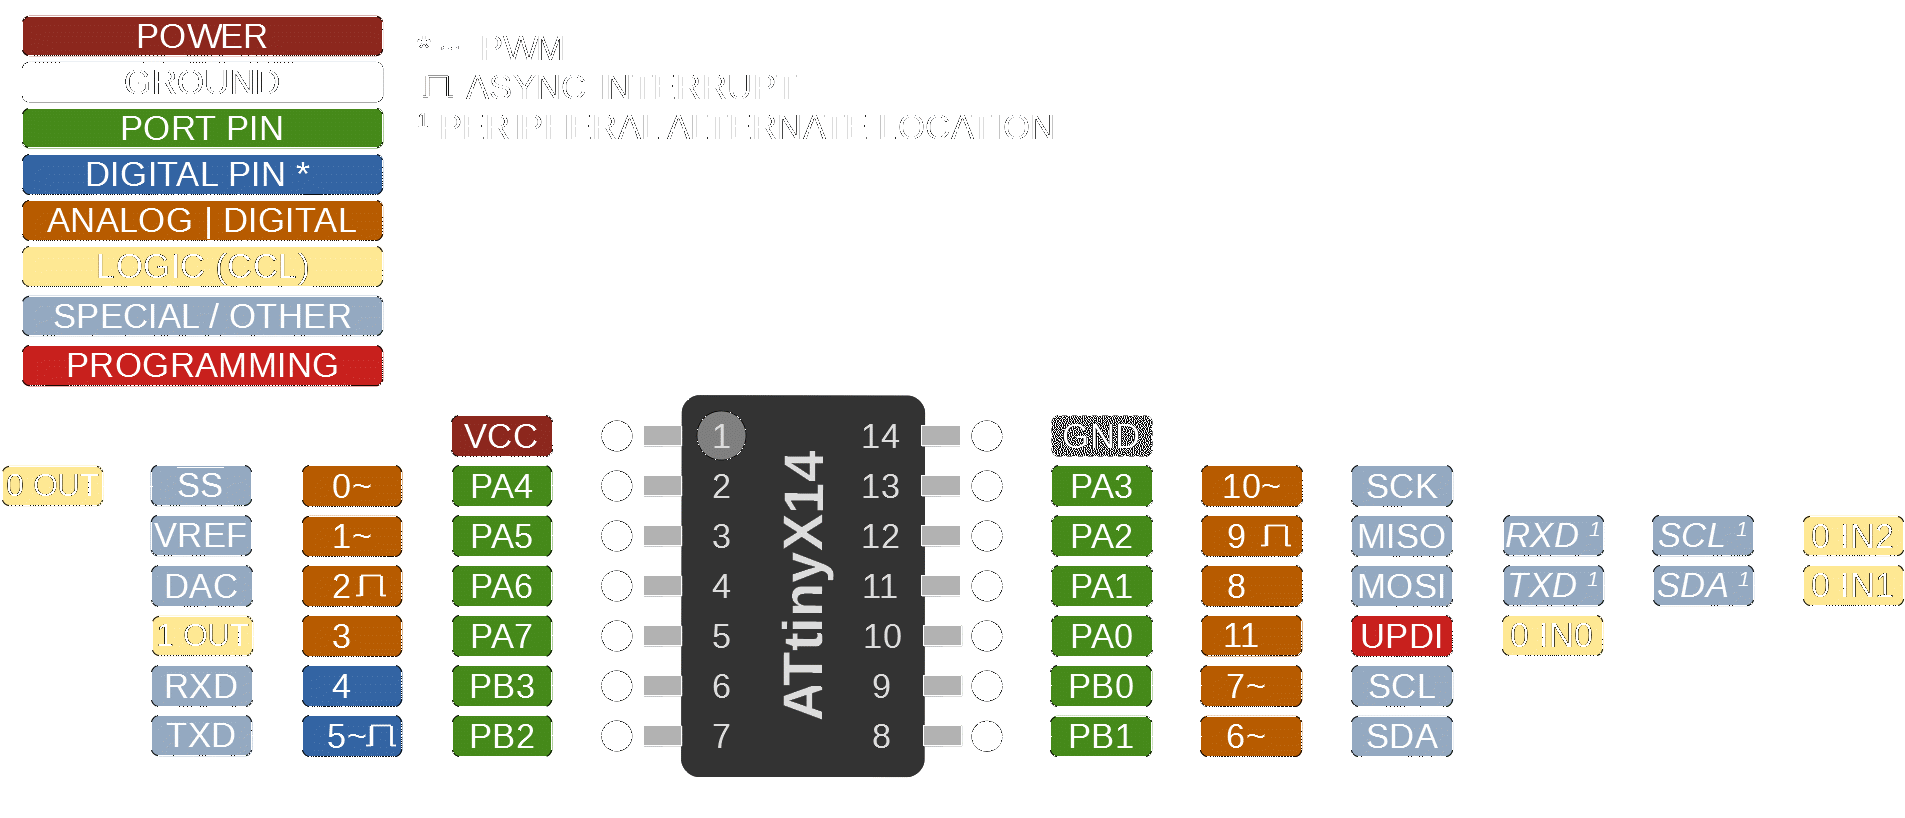 POWER
GROUND
PORT PIN
DIGITAL PIN *
ANALOG | DIGITAL
LOGIC (CCL)
SPECIAL / OTHER
PROGRAMMING
* ~ PWM
ASYNC INTERRUPT
¹ PERIPHERAL ALTERNATE LOCATION
VCC 1 14 GND
0 OUT SS 0~ PA4 2 13 PA3 10~ SCK
VREF 1~ PA5 3 12 PA2 9 MISO RXD ¹ SCL ¹ 0 IN2
DAC 2 PA6 4 11 PA1 8 MOSI TXD ¹ SDA ¹ 0 IN1
1 OUT 3 PA7 5 10 PA0 11 UPDI 0 IN0
RXD 4 PB3 6 9 PB0 7~ SCL
TXD 5~ PB2 7 8 PB1 6~ SDA
ATtinyX14